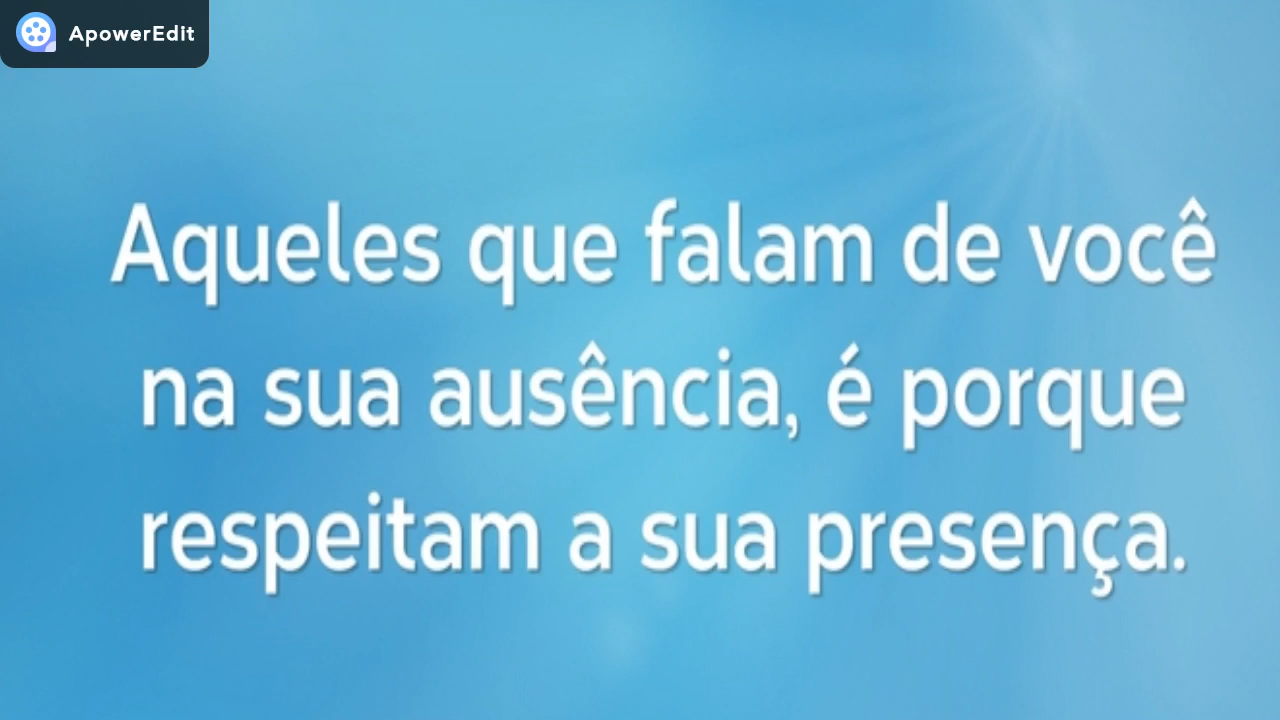 ApowerEdit
Aqueles que falam de você
na sua ausência, é porque
respeitam a sua presença.